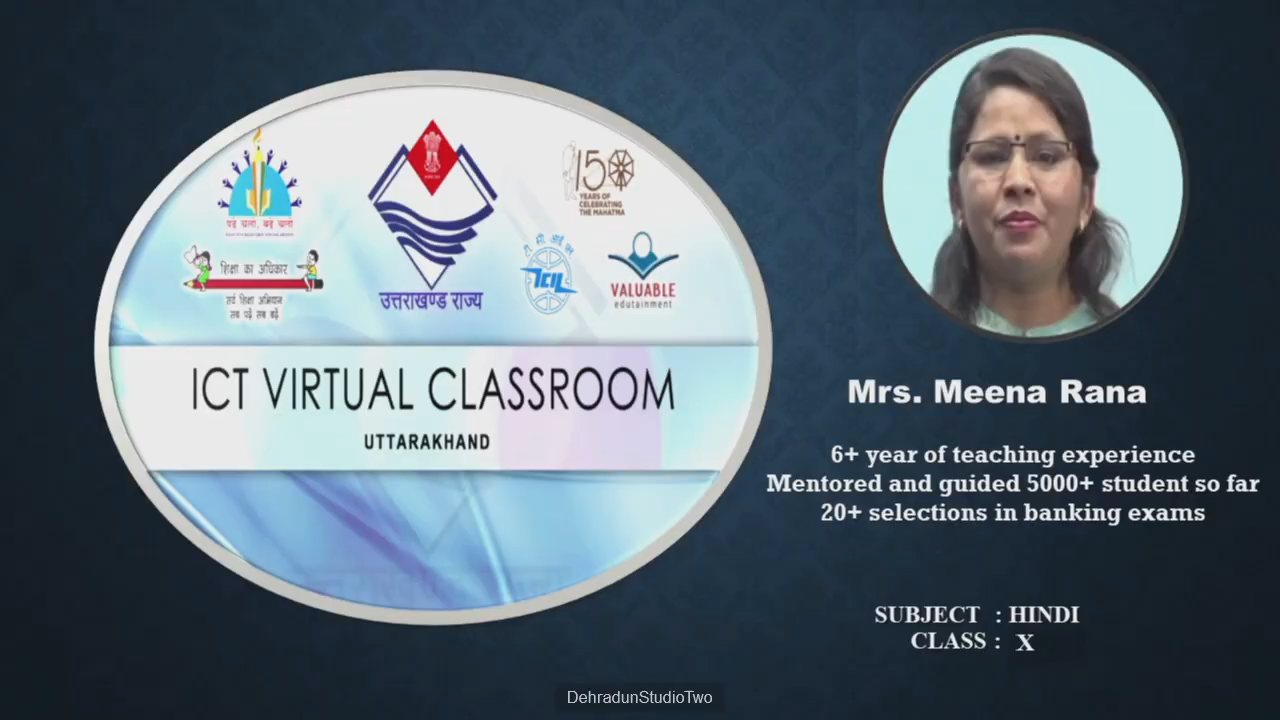 पढ़े चलो, बढ़े चलो
शिक्षा का अधिकार
सर्व शिक्षा अभियान
सब पढ़ें सब बढ़ें
उत्तराखण्ड राज्य
150
YEARS OF
CELEBRATING
THE MAHATMA
टी सी आई एल
TCIL
VALUABLE
edutainment
ICT VIRTUAL CLASSROOM
UTTARAKHAND
Mrs. Meena Rana
6+ year of teaching experience
Mentored and guided 5000+ student so far
20+ selections in banking exams
SUBJECT : HINDI
CLASS : X
DehradunStudioTwo